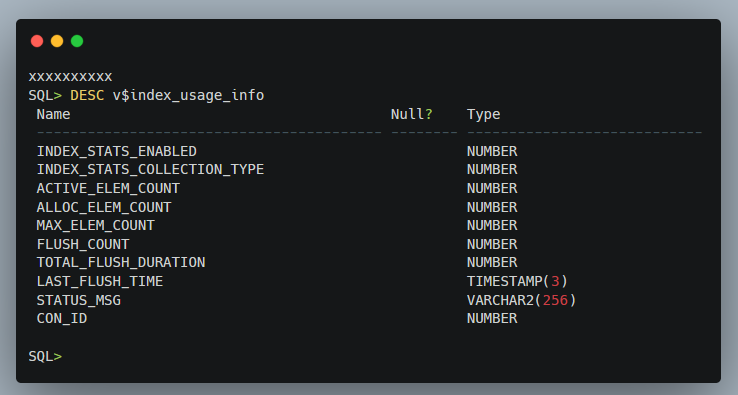 xxxxxxxxxx
SQL> DESC v$index_usage_info
 Name                                      Null?    Type
 ----------------------------------------- -------- ----------------------------
 INDEX_STATS_ENABLED                                NUMBER
 INDEX_STATS_COLLECTION_TYPE                        NUMBER
 ACTIVE_ELEM_COUNT                                  NUMBER
 ALLOC_ELEM_COUNT                                   NUMBER
 MAX_ELEM_COUNT                                     NUMBER
 FLUSH_COUNT                                        NUMBER
 TOTAL_FLUSH_DURATION                               NUMBER
 LAST_FLUSH_TIME                                    TIMESTAMP(3)
 STATUS_MSG                                         VARCHAR2(256)
 CON_ID                                             NUMBER
SQL>